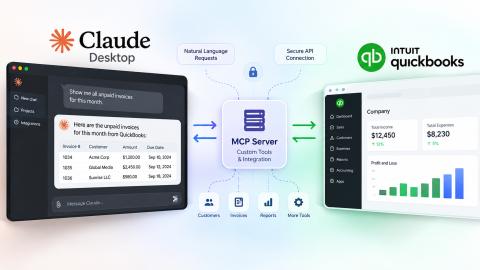 Claude
Desktop
Natural Language
Requests
Secure API
Connection
INTUIT
quickbooks
qb
New chat
Projects
Integrations
Show me all unpaid invoices
for this month.
Here are the unpaid invoices
for this month from QuickBooks:
Invoice # Customer Amount Due Date
1034 Acme Corp $1,200.00 Sep 10, 2024
1035 Global Media $2,450.00 Sep 12, 2024
1036 Sunrise LLC $980.00 Sep 18, 2024
Message Claude...
MCP Server
Custom Tools
& Integration
Customers
Invoices
Reports
More Tools
qb
Dashboard
Sales
Customers
Expenses
Reports
Accounting
Apps
Company
Total Income
$12,450
Total Expenses
$8,230
Profit and Loss